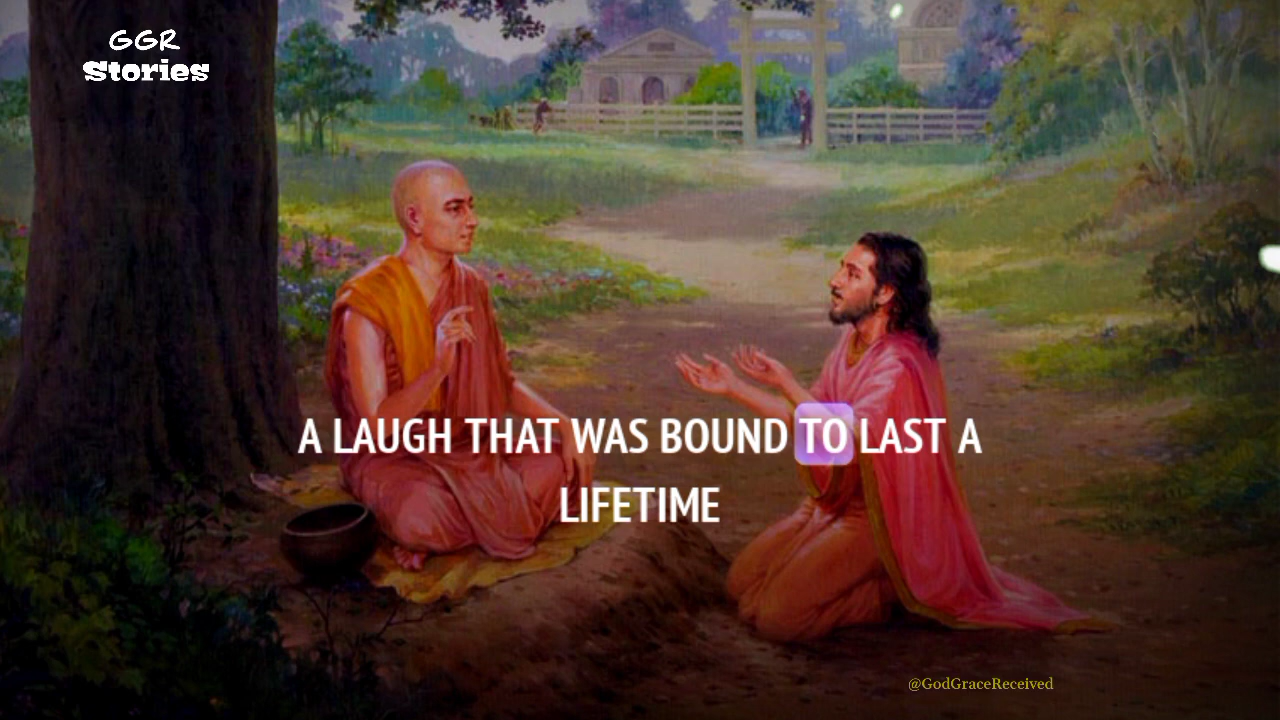 GGR
Stories
A LAUGH THAT WAS BOUND TO LAST A
LIFETIME
@GodGraceReceived